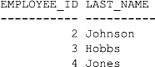 EMPLOYEE_ID LAST_NAME
----------- ----------
2 Johnson
3 Hobbs
4 Jones